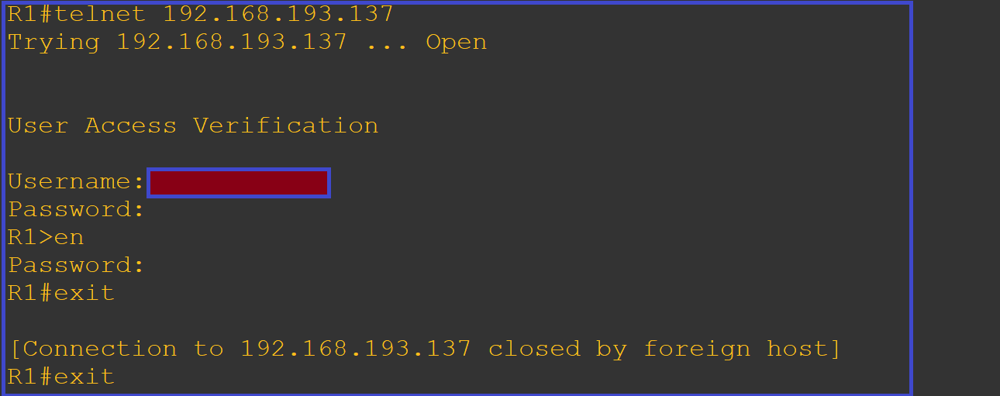 R1#telnet 192.168.193.137
Trying 192.168.193.137 ... Open
User Access Verification
Username:
Password:
R1>en
Password:
R1#exit
[Connection to 192.168.193.137 closed by foreign host]
R1#exit